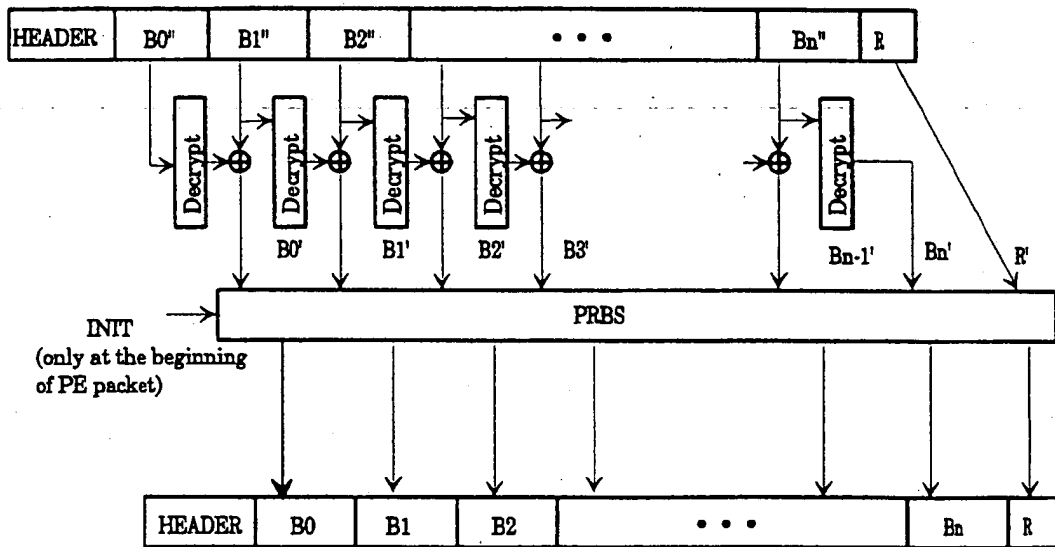 HEADER B0" B1" B2" • • • Bn" R
Decrypt Decrypt Decrypt Decrypt Decrypt
B0' B1' B2' B3' Bn-1' Bn' R'
PRBS
INIT
(only at the beginning
of PE packet)
HEADER B0 B1 B2 • • • Bn R